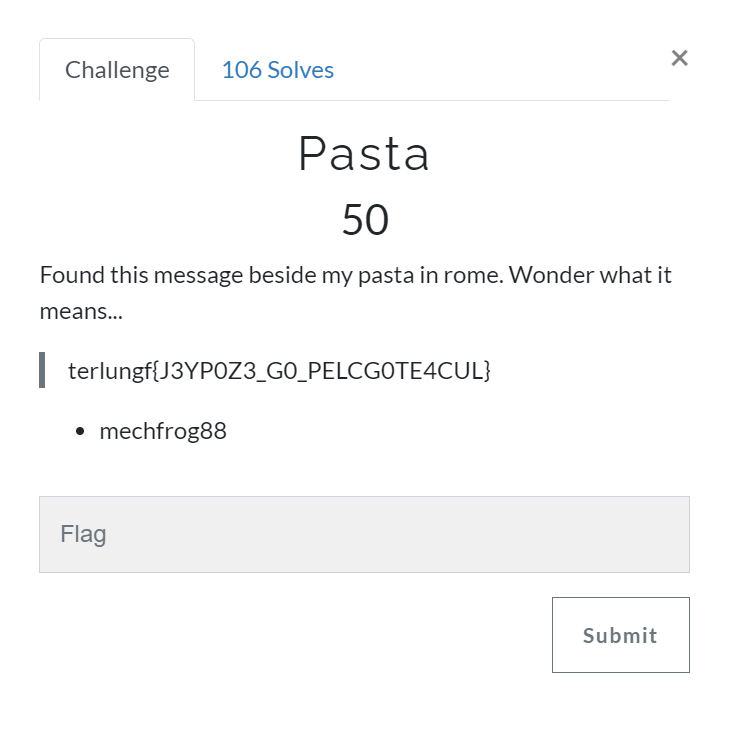 Challenge
106 Solves
×
Pasta
50
Found this message beside my pasta in rome. Wonder what it
means...
terlungf{J3YP0Z3_G0_PELCG0TE4CUL}
• mechfrog88
Flag
Submit